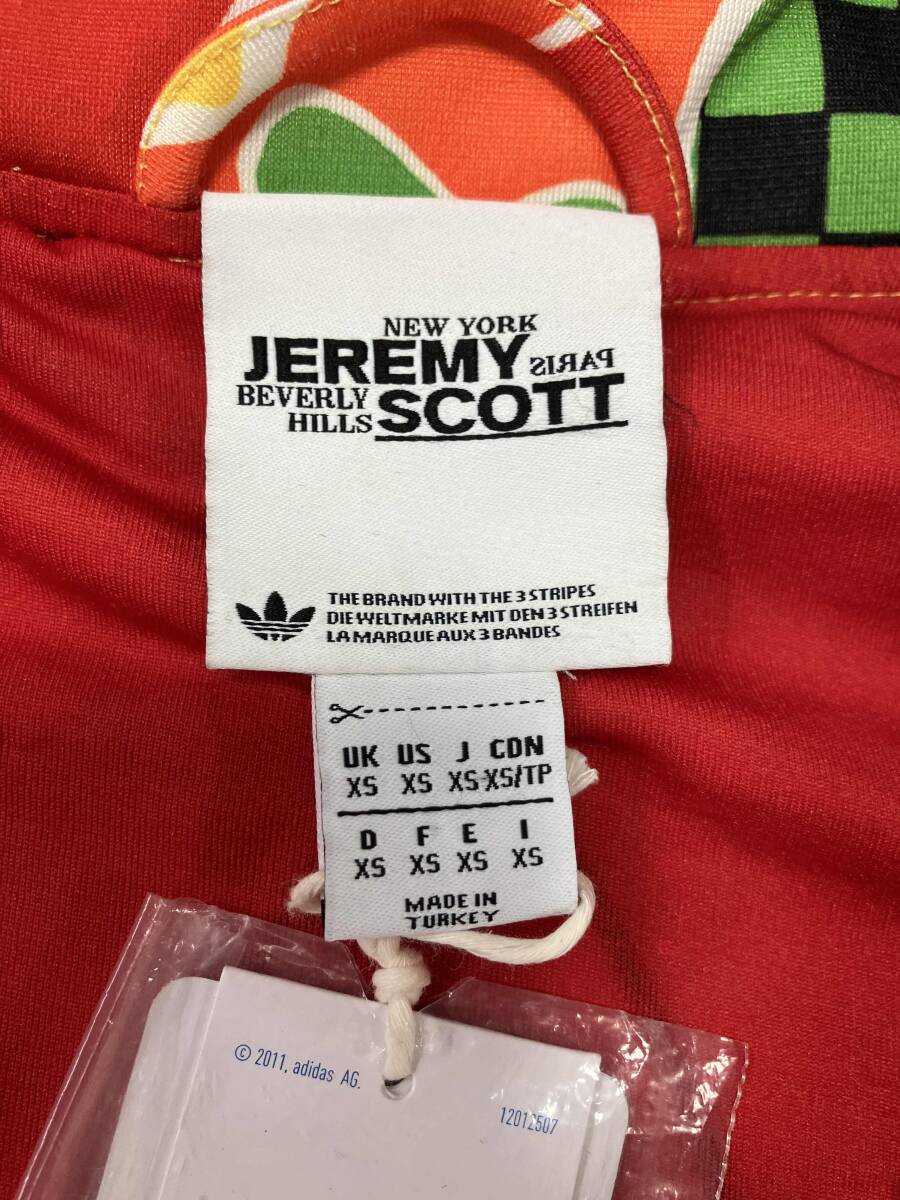 NEW YORK
JEREMY PARIS
BEVERLY SCOTT
HILLS
THE BRAND WITH THE 3 STRIPES
DIE WELTMARKE MIT DEN 3 STREIFEN
LA MARQUE AUX 3 BANDES
UK US J CDN
XS XS XS XS/TP
D F E I
XS XS XS XS
MADE IN
TURKEY
© 2011, adidas AG.
12012507